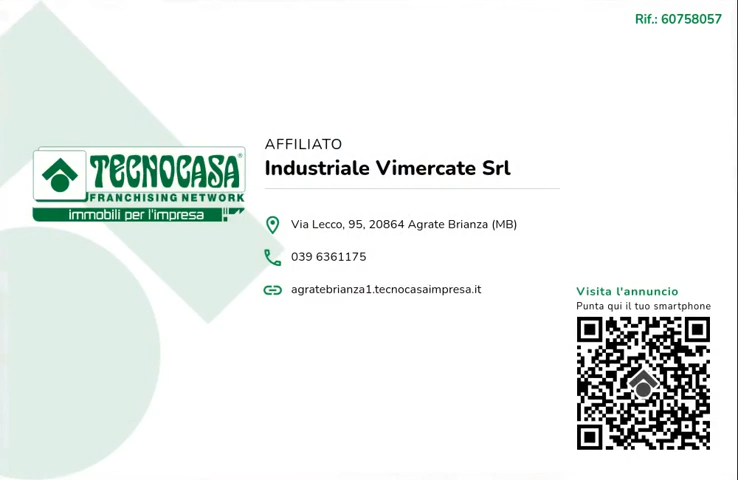 Rif.: 60758057
TECNOCASA®
FRANCHISING NETWORK
immobili per l'impresa
AFFILIATO
Industriale Vimercate Srl
Via Lecco, 95, 20864 Agrate Brianza (MB)
039 6361175
agratebrianza1.tecnocasaimpresa.it
Visita l'annuncio
Punta qui il tuo smartphone